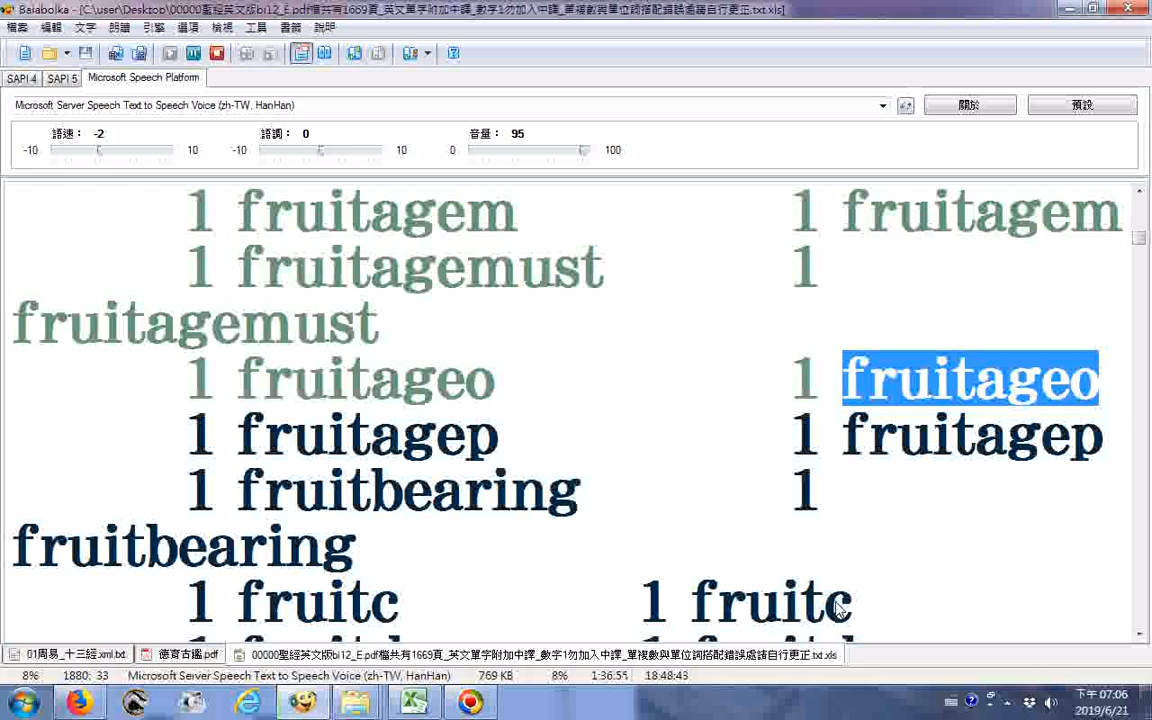 Balabolka - [C:\user\Desktop\00000聖經英文版bi12_E.pdf檔共有1669頁_英文單字附加中譯_數字1勿加入中譯_單複數與單位詞搭配錯誤處請自行更正.txt.xls]
檔案 編輯 文字 朗讀 引擎 選項 檢視 工具 書籤 說明
SAPI 4 SAPI 5 Microsoft Speech Platform
Microsoft Server Speech Text to Speech Voice (zh-TW, HanHan) 關於 預設
語速： -2 語調： 0 音量： 95
-10 10 -10 10 0 100
1 fruitagem 1 fruitagem
1 fruitagemust 1
fruitagemust
1 fruitageo 1 fruitageo
1 fruitagep 1 fruitagep
1 fruitbearing 1
fruitbearing
1 fruitc 1 fruitc
01周易_十三經.xml.txt 德育古鑑.pdf 00000聖經英文版bi12_E.pdf檔共有1669頁_英文單字附加中譯_數字1勿加入中譯_單複數與單位詞搭配錯誤處請自行更正.txt.xls
8% 1880; 33 Microsoft Server Speech Text to Speech Voice (zh-TW, HanHan) 769 KB 8% 1:36:55 18:48:43
下午 07:06
2019/6/21